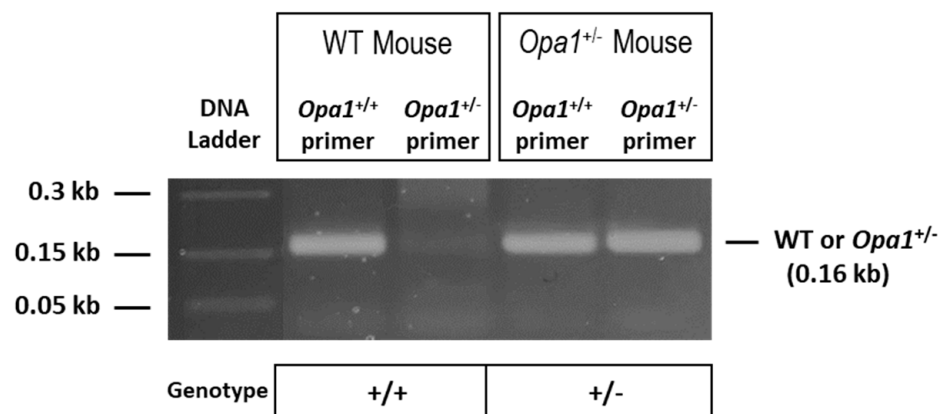 WT Mouse
Opa1+/- Mouse
DNA
Ladder
Opa1+/+
primer
Opa1+/-
primer
Opa1+/+
primer
Opa1+/-
primer
0.3 kb
0.15 kb
0.05 kb
WT or Opa1+/-
(0.16 kb)
Genotype
+/+
+/-